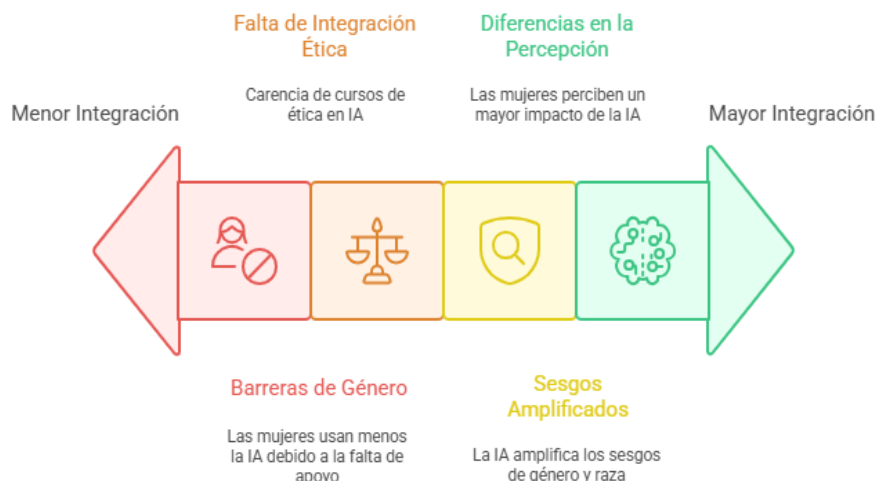 Falta de Integración
Ética
Carencia de cursos de
ética en IA
Diferencias en la
Percepción
Las mujeres perciben un
mayor impacto de la IA
Menor Integración
Mayor Integración
Barreras de Género
Las mujeres usan menos
la IA debido a la falta de
apoyo
Sesgos
Amplificados
La IA amplifica los sesgos
de género y raza